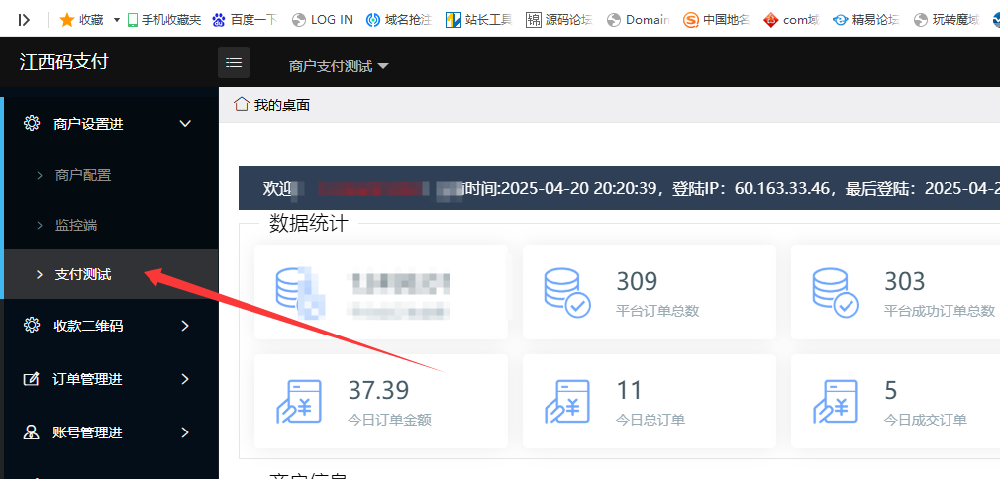 收藏 手机收藏夹 百度一下 LOG IN 域名抢注 站长工具 源码论坛 Domain 中国地名 com域 精易论坛 玩转魔域
江西码支付
商户支付测试
我的桌面
商户设置进
商户配置
监控端
支付测试
收款二维码
订单管理进
账号管理进
欢迎 时间:2025-04-20 20:20:39，登陆IP：60.163.33.46，最后登陆：2025-04-2
数据统计
309
平台订单总数
303
平台成功订单总数
37.39
今日订单金额
11
今日总订单
5
今日成交订单
商户信息